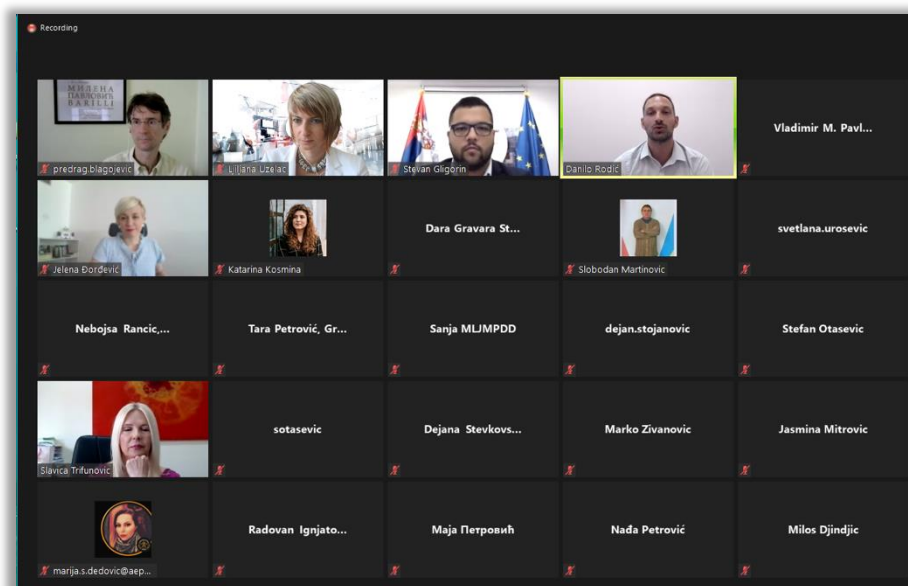 Recording
МИЛЕНА
ПАВЛОВИЋ
BARILLI
predrag.blagojevic
Ljiljana Uzelac
Stevan Gligorin
Danilo Rodić
Vladimir M. Pavl...
Jelena Đorđević
Katarina Kosmina
Dara Gravara St...
Slobodan Martinovic
svetlana.urosevic
Nebojsa Rancic,...
Tara Petrović, Gr...
Sanja MLJMPDD
dejan.stojanovic
Stefan Otasevic
Slavica Trifunovic
sotasevic
Dejana Stevkovs...
Marko Zivanovic
Jasmina Mitrovic
marija.s.dedovic@aep...
Radovan Ignjato...
Маја Петровић
Nađa Petrović
Milos Djindjic